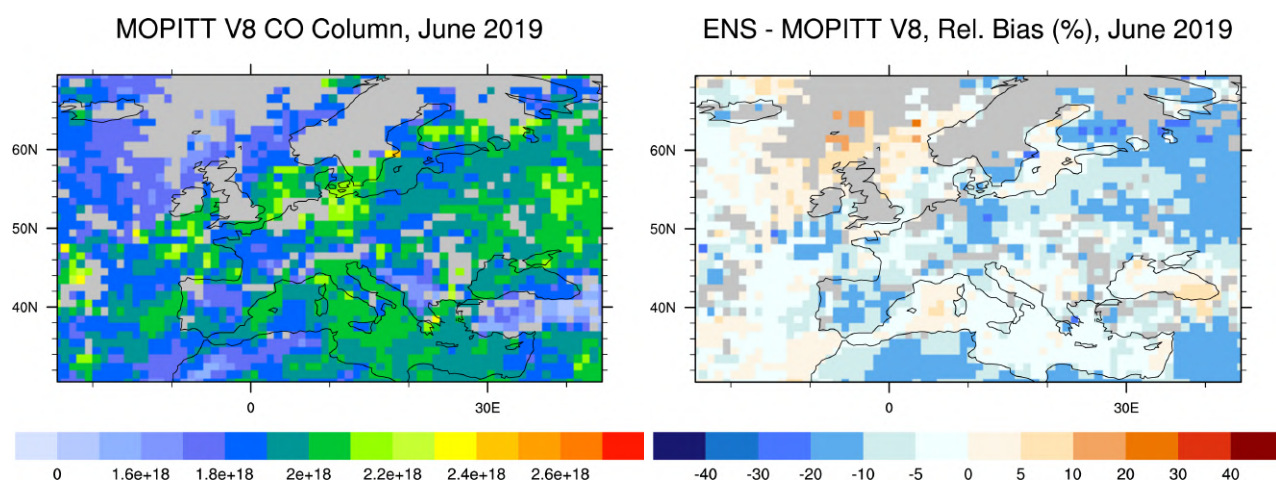 MOPITT V8 CO Column, June 2019
60N
50N
40N
0
30E
0
1.6e+18
1.8e+18
2e+18
2.2e+18
2.4e+18
2.6e+18
ENS - MOPITT V8, Rel. Bias (%), June 2019
60N
50N
40N
0
30E
-40
-30
-20
-10
-5
0
5
10
20
30
40